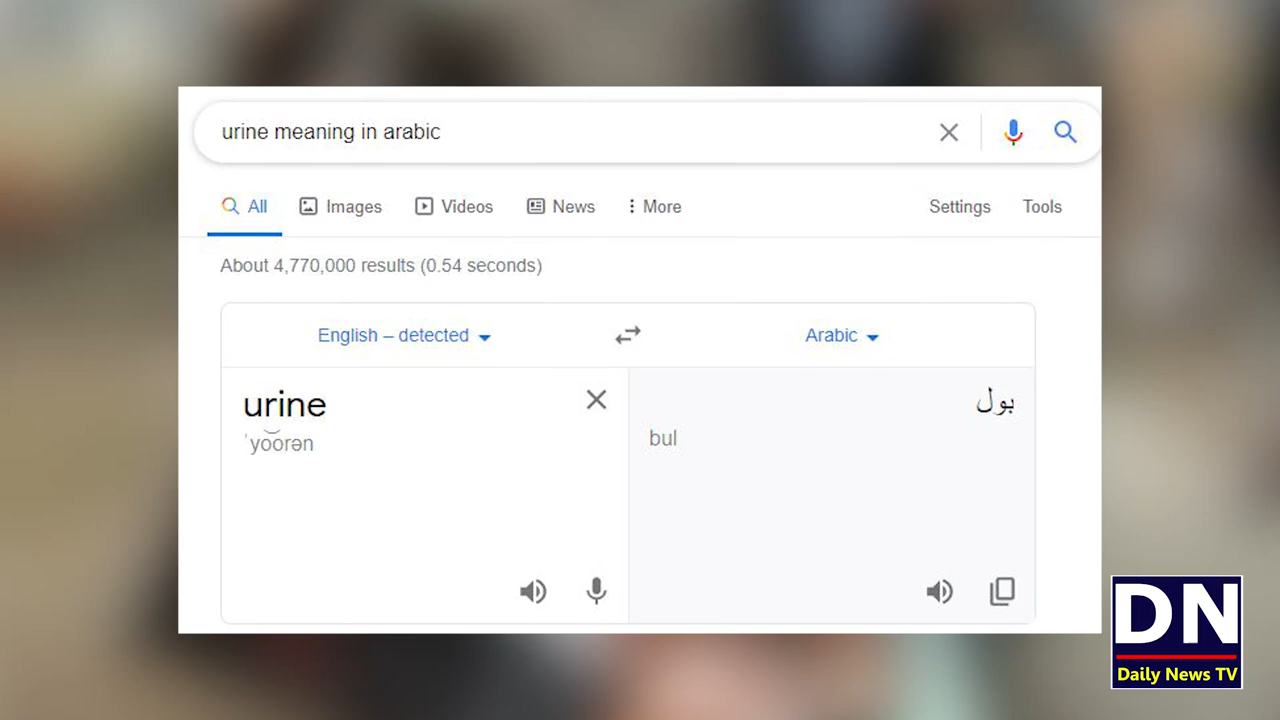 urine meaning in arabic
All Images Videos News More Settings Tools
About 4,770,000 results (0.54 seconds)
English – detected Arabic
urine
ˈyo͝orən
بول
bul
DN
Daily News TV